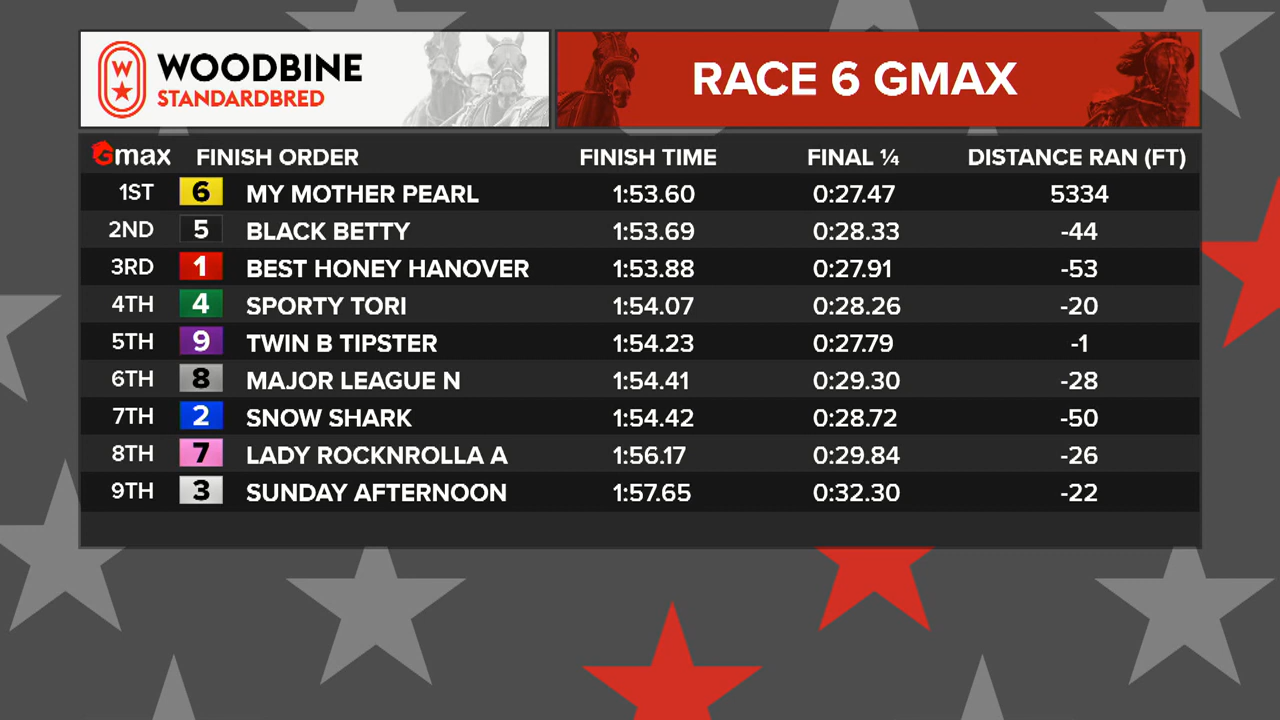 W
WOODBINE
STANDARDBRED
RACE 6 GMAX
Gmax FINISH ORDER FINISH TIME FINAL ¼ DISTANCE RAN (FT)
1ST 6 MY MOTHER PEARL 1:53.60 0:27.47 5334
2ND 5 BLACK BETTY 1:53.69 0:28.33 -44
3RD 1 BEST HONEY HANOVER 1:53.88 0:27.91 -53
4TH 4 SPORTY TORI 1:54.07 0:28.26 -20
5TH 9 TWIN B TIPSTER 1:54.23 0:27.79 -1
6TH 8 MAJOR LEAGUE N 1:54.41 0:29.30 -28
7TH 2 SNOW SHARK 1:54.42 0:28.72 -50
8TH 7 LADY ROCKNROLLA A 1:56.17 0:29.84 -26
9TH 3 SUNDAY AFTERNOON 1:57.65 0:32.30 -22